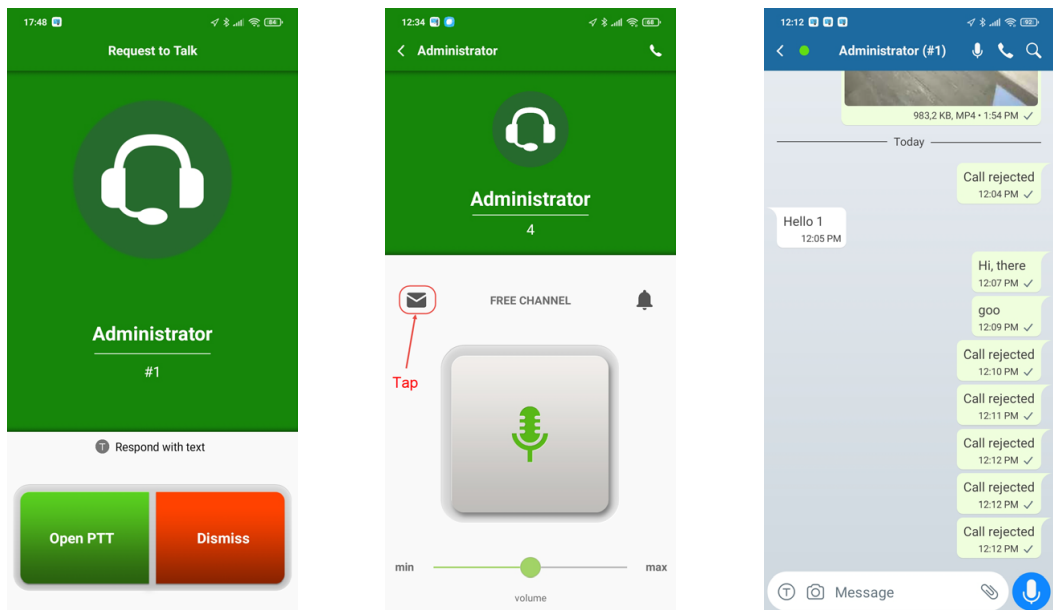 17:48
84
Request to Talk
Administrator
#1
T Respond with text
Open PTT
Dismiss
12:34
68
Administrator
Administrator
4
FREE CHANNEL
Tap
min
max
volume
12:12
92
Administrator (#1)
983,2 KB, MP4 • 1:54 PM
Today
Call rejected
12:04 PM
Hello 1
12:05 PM
Hi, there
12:07 PM
goo
12:09 PM
Call rejected
12:10 PM
Call rejected
12:11 PM
Call rejected
12:12 PM
Call rejected
12:12 PM
Call rejected
12:12 PM
T Message